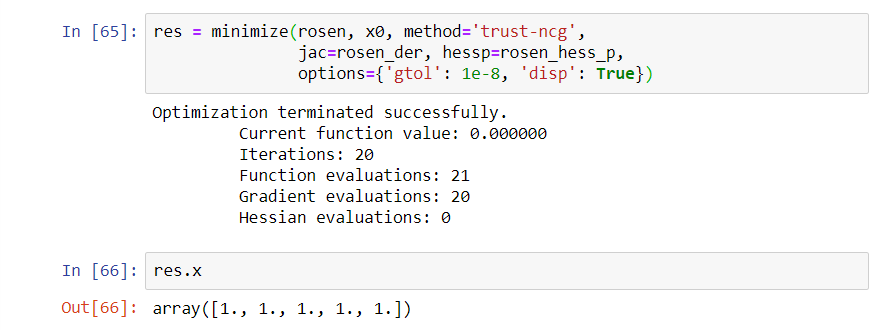 In [65]: res = minimize(rosen, x0, method='trust-ncg',
jac=rosen_der, hessp=rosen_hess_p,
options={'gtol': 1e-8, 'disp': True})
Optimization terminated successfully.
Current function value: 0.000000
Iterations: 20
Function evaluations: 21
Gradient evaluations: 20
Hessian evaluations: 0
In [66]: res.x
Out[66]: array([1., 1., 1., 1., 1.])